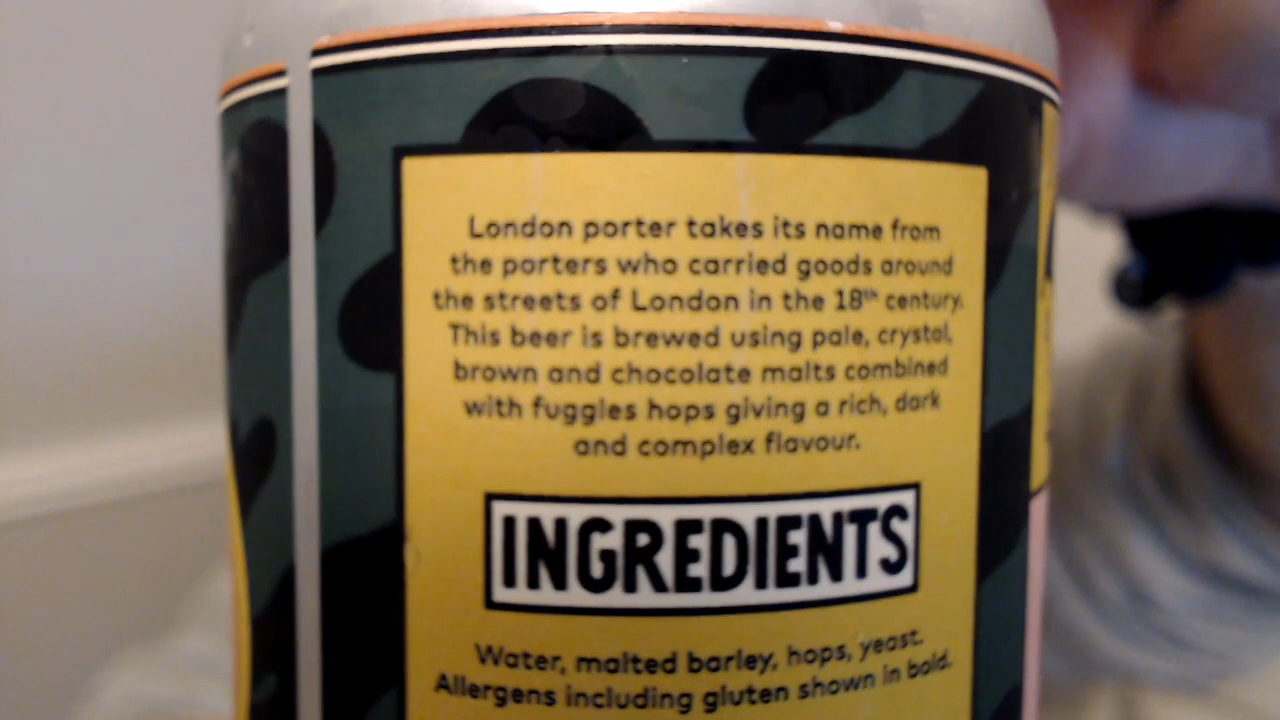 London porter takes its name from
the porters who carried goods around
the streets of London in the 18th century.
This beer is brewed using pale, crystal,
brown and chocolate malts combined
with fuggles hops giving a rich, dark
and complex flavour.
INGREDIENTS
Water, malted barley, hops, yeast.
Allergens including gluten shown in bold.